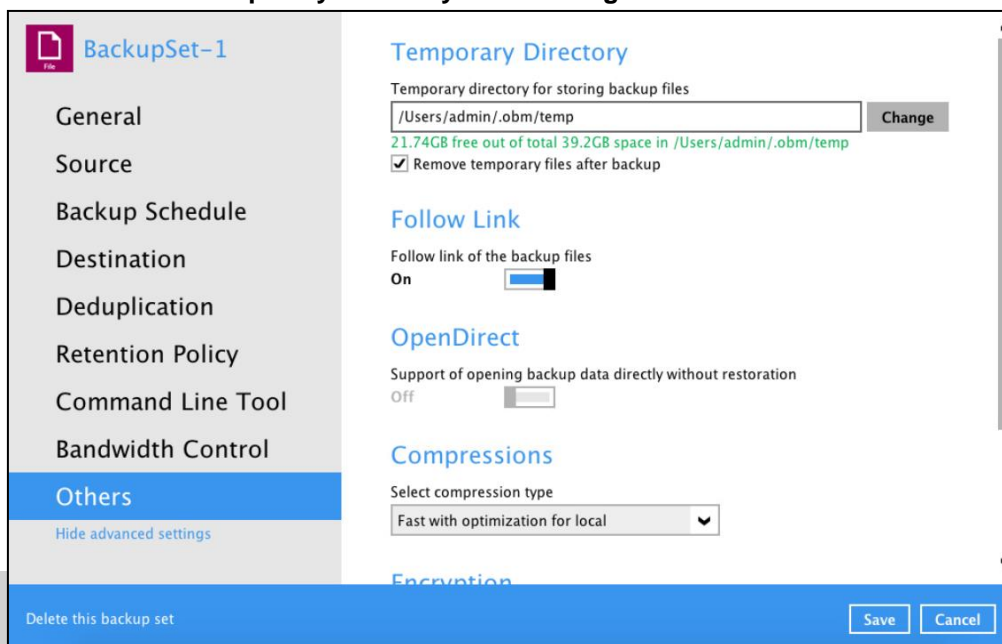 BackupSet-1
File
General
Source
Backup Schedule
Destination
Deduplication
Retention Policy
Command Line Tool
Bandwidth Control
Others
Hide advanced settings
Temporary Directory
Temporary directory for storing backup files
/Users/admin/.obm/temp
Change
21.74GB free out of total 39.2GB space in /Users/admin/.obm/temp
Remove temporary files after backup
Follow Link
Follow link of the backup files
On
OpenDirect
Support of opening backup data directly without restoration
Off
Compressions
Select compression type
Fast with optimization for local
Encryption
Delete this backup set
Save
Cancel